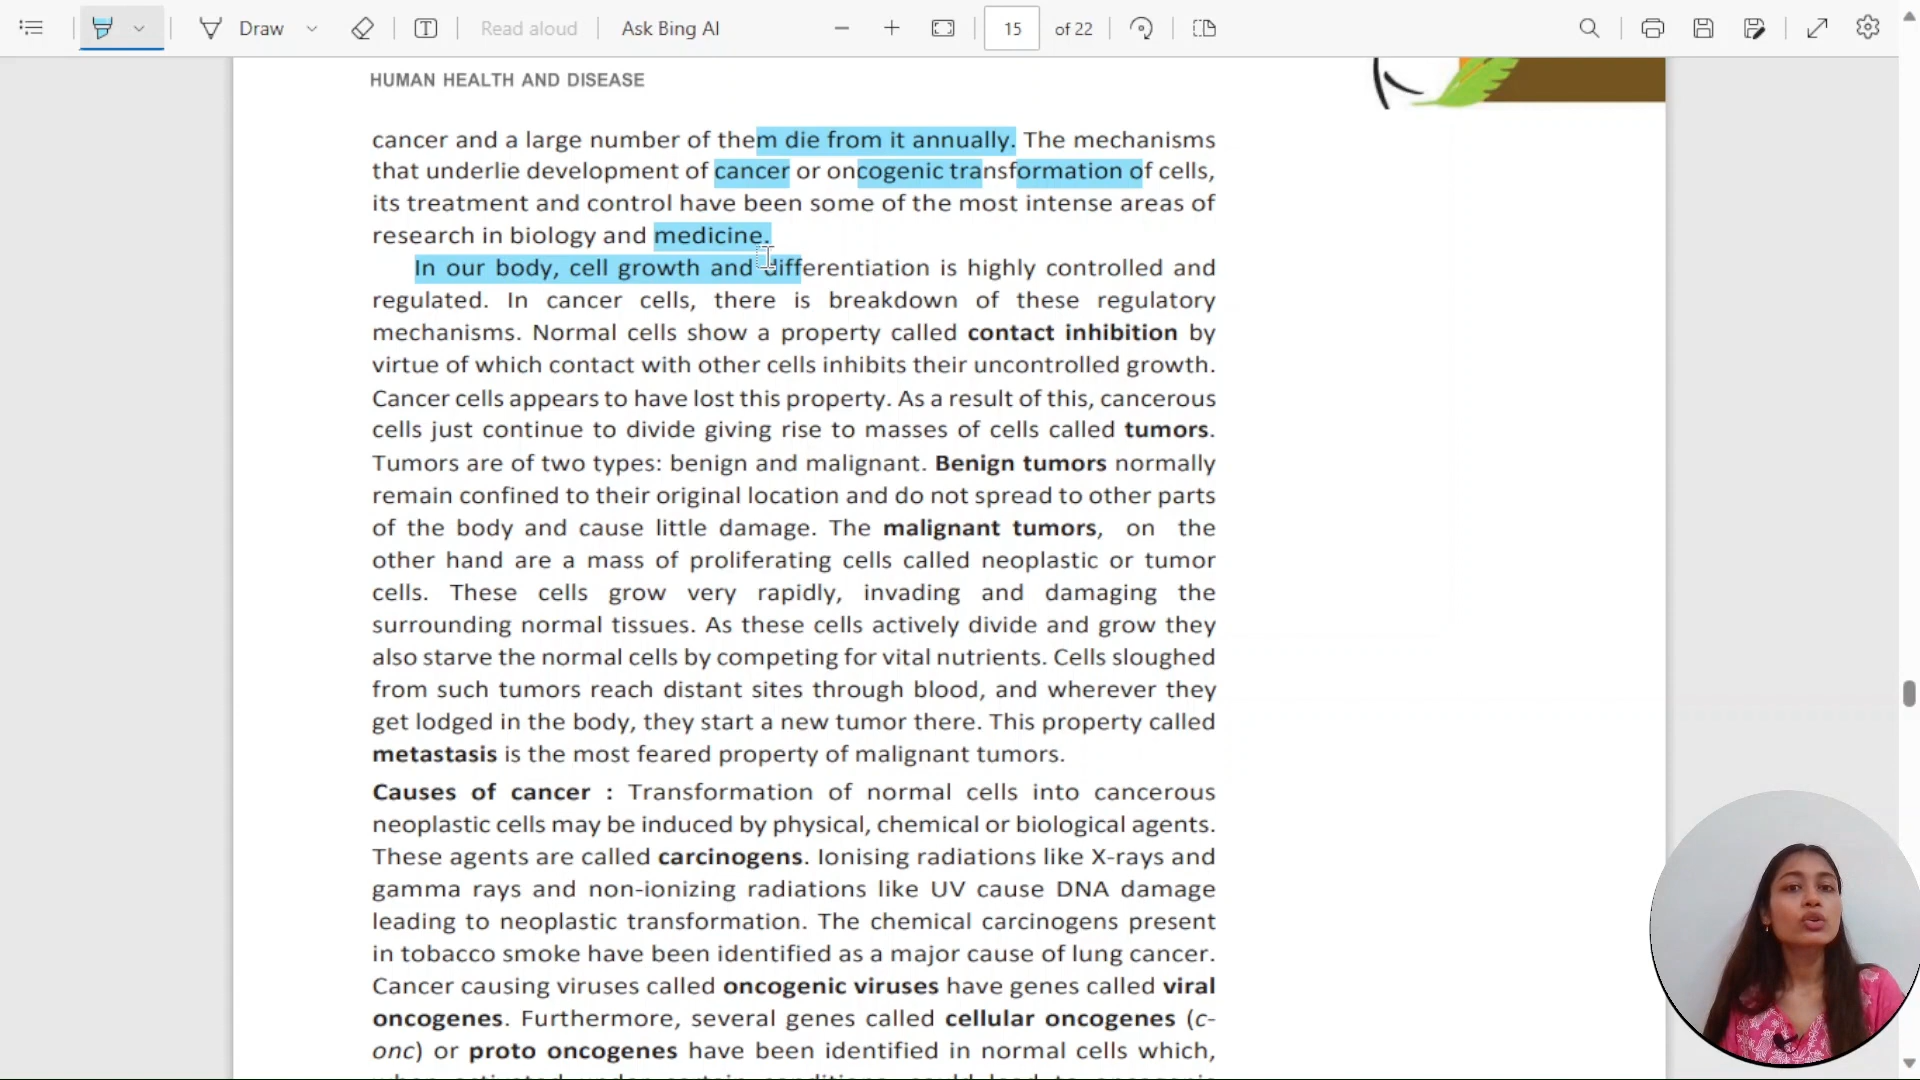 Draw
Read aloud
Ask Bing AI
15
of 22
HUMAN HEALTH AND DISEASE
cancer and a large number of them die from it annually. The mechanisms
that underlie development of cancer or oncogenic transformation of cells,
its treatment and control have been some of the most intense areas of
research in biology and medicine.
In our body, cell growth and differentiation is highly controlled and
regulated. In cancer cells, there is breakdown of these regulatory
mechanisms. Normal cells show a property called contact inhibition by
virtue of which contact with other cells inhibits their uncontrolled growth.
Cancer cells appears to have lost this property. As a result of this, cancerous
cells just continue to divide giving rise to masses of cells called tumors.
Tumors are of two types: benign and malignant. Benign tumors normally
remain confined to their original location and do not spread to other parts
of the body and cause little damage. The malignant tumors, on the
other hand are a mass of proliferating cells called neoplastic or tumor
cells. These cells grow very rapidly, invading and damaging the
surrounding normal tissues. As these cells actively divide and grow they
also starve the normal cells by competing for vital nutrients. Cells sloughed
from such tumors reach distant sites through blood, and wherever they
get lodged in the body, they start a new tumor there. This property called
metastasis is the most feared property of malignant tumors.
Causes of cancer : Transformation of normal cells into cancerous
neoplastic cells may be induced by physical, chemical or biological agents.
These agents are called carcinogens. Ionising radiations like X-rays and
gamma rays and non-ionizing radiations like UV cause DNA damage
leading to neoplastic transformation. The chemical carcinogens present
in tobacco smoke have been identified as a major cause of lung cancer.
Cancer causing viruses called oncogenic viruses have genes called viral
oncogenes. Furthermore, several genes called cellular oncogenes (c-
onc) or proto oncogenes have been identified in normal cells which,